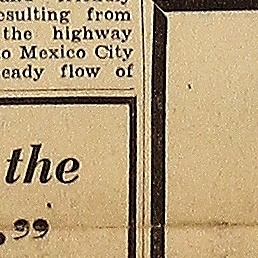 esulting from
the highway
o Mexico City
eady flow of
the
,"